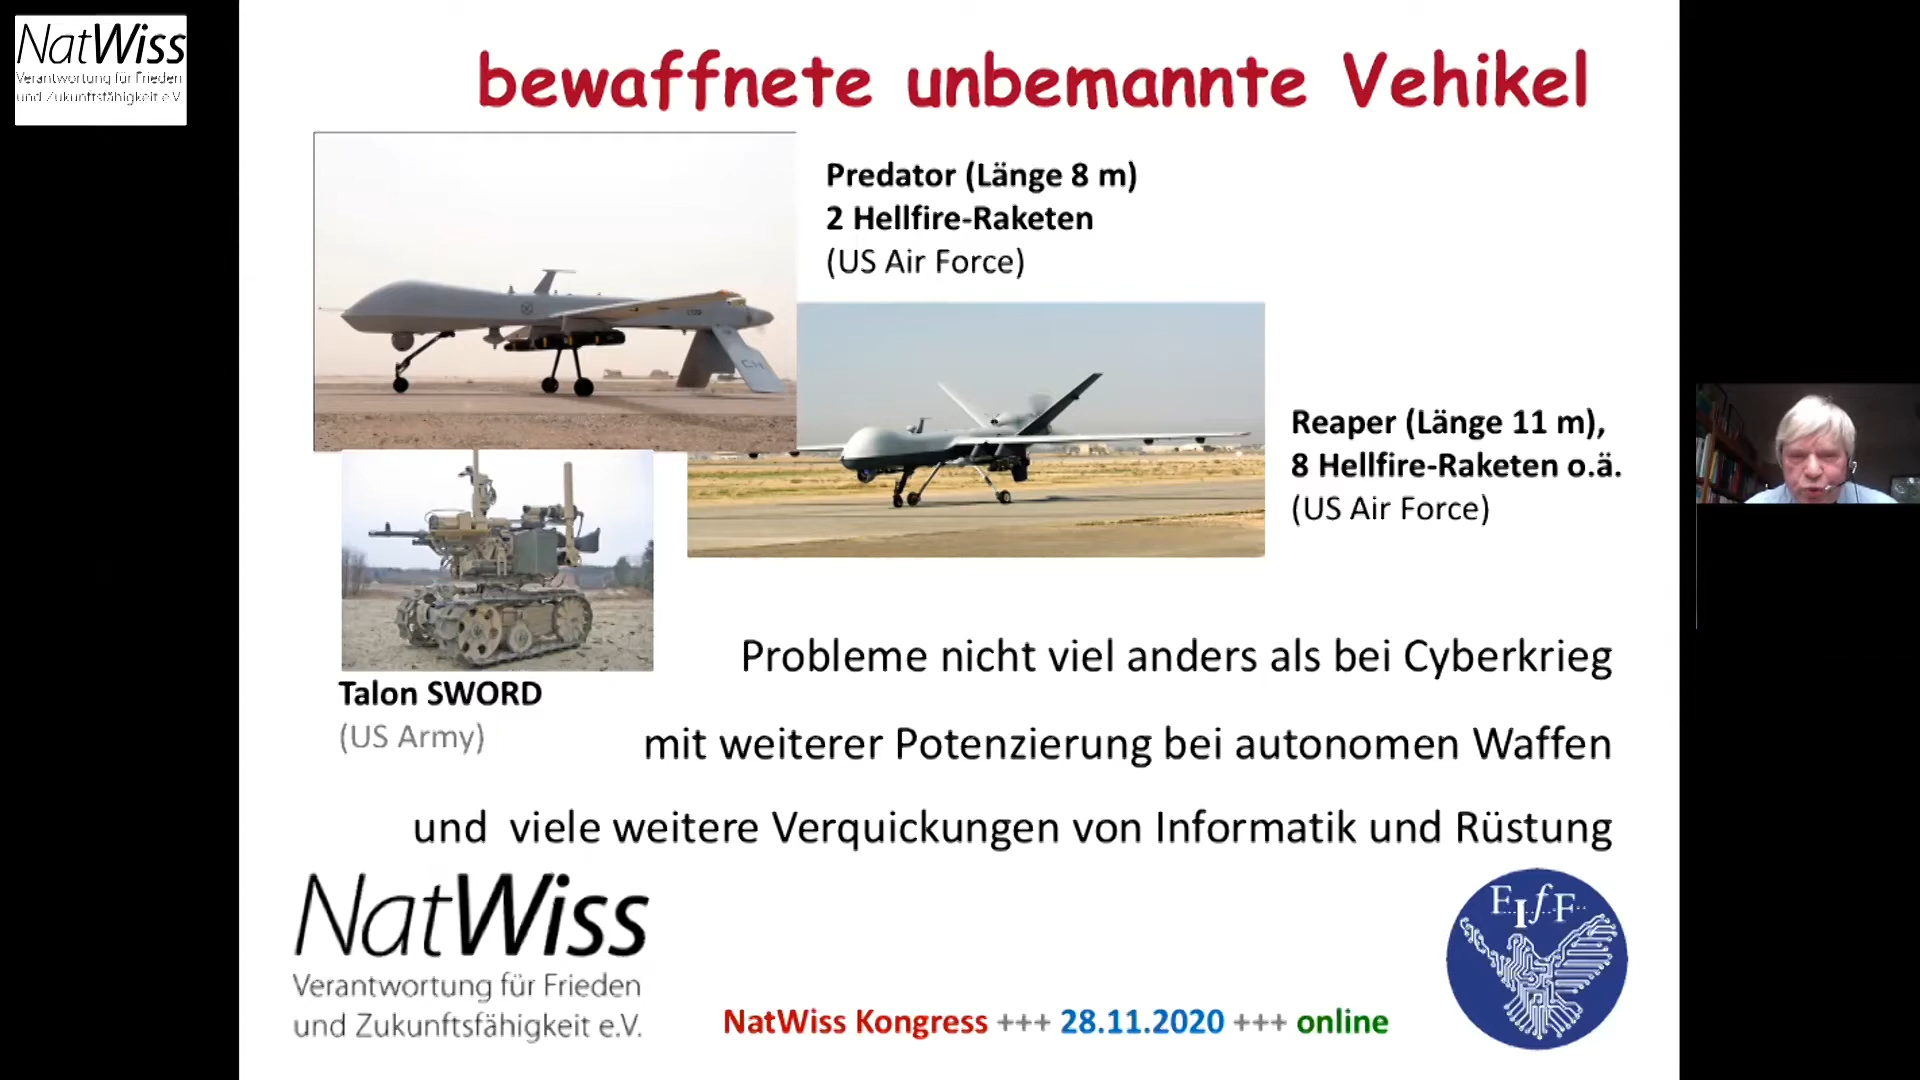 NatWiss
Verantwortung für Frieden
und Zukunftsfähigkeit e.V.
bewaffnete unbemannte Vehikel
Predator (Länge 8 m)
2 Hellfire-Raketen
(US Air Force)
Reaper (Länge 11 m),
8 Hellfire-Raketen o.ä.
(US Air Force)
Talon SWORD
(US Army)
Probleme nicht viel anders als bei Cyberkrieg
mit weiterer Potenzierung bei autonomen Waffen
und viele weitere Verquickungen von Informatik und Rüstung
NatWiss
Verantwortung für Frieden
und Zukunftsfähigkeit e.V.
NatWiss Kongress +++ 28.11.2020 +++ online
FIfF